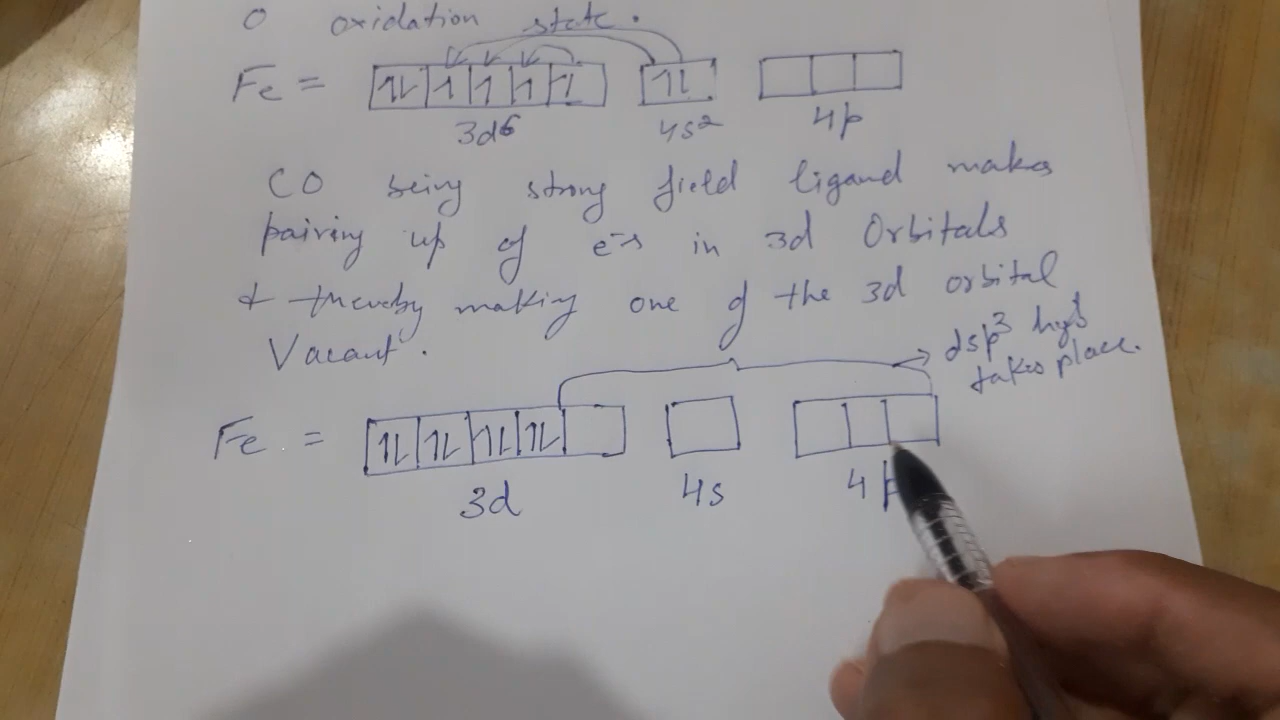 0 oxidation state.
Fe =
3d⁶ 4s² 4p
CO being strong field ligand makes
pairing up of e⁻s in 3d Orbitals
& thereby making one of the 3d orbital
Vacant.
dsp³ hyb
takes place.
Fe =
3d 4s 4p